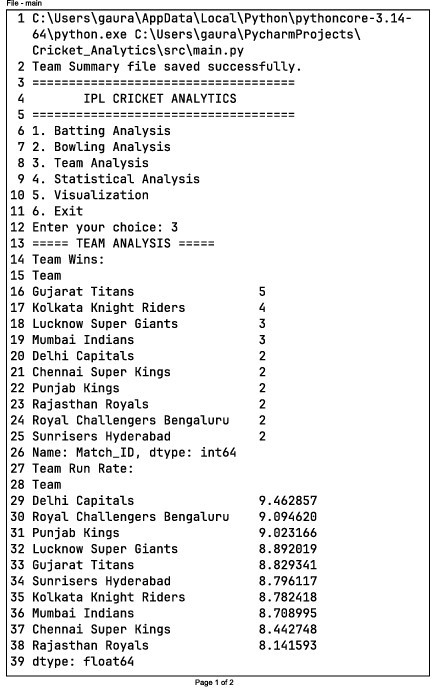 File - main
1 C:\Users\gaura\AppData\Local\Python\pythoncore-3.14-
64\python.exe C:\Users\gaura\PycharmProjects\
Cricket_Analytics\src\main.py
2 Team Summary file saved successfully.
3 ===================================
4 IPL CRICKET ANALYTICS
5 ===================================
6 1. Batting Analysis
7 2. Bowling Analysis
8 3. Team Analysis
9 4. Statistical Analysis
10 5. Visualization
11 6. Exit
12 Enter your choice: 3
13 ===== TEAM ANALYSIS =====
14 Team Wins:
15 Team
16 Gujarat Titans 5
17 Kolkata Knight Riders 4
18 Lucknow Super Giants 3
19 Mumbai Indians 3
20 Delhi Capitals 2
21 Chennai Super Kings 2
22 Punjab Kings 2
23 Rajasthan Royals 2
24 Royal Challengers Bengaluru 2
25 Sunrisers Hyderabad 2
26 Name: Match_ID, dtype: int64
27 Team Run Rate:
28 Team
29 Delhi Capitals 9.462857
30 Royal Challengers Bengaluru 9.094620
31 Punjab Kings 9.023166
32 Lucknow Super Giants 8.892019
33 Gujarat Titans 8.829341
34 Sunrisers Hyderabad 8.796117
35 Kolkata Knight Riders 8.782418
36 Mumbai Indians 8.708995
37 Chennai Super Kings 8.442748
38 Rajasthan Royals 8.141593
39 dtype: float64
Page 1 of 2